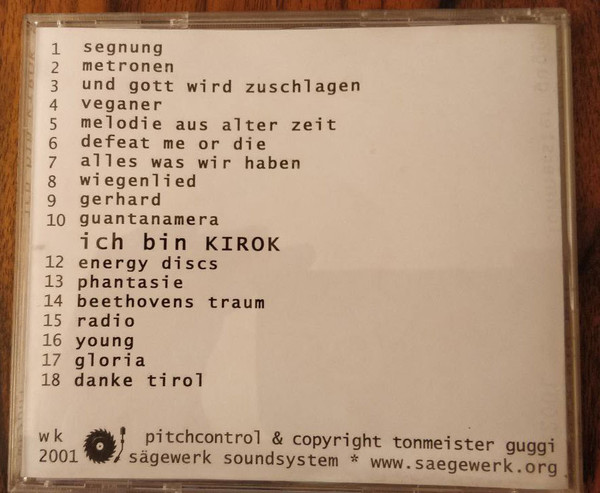 1 segnung
2 metronen
3 und gott wird zuschlagen
4 veganer
5 melodie aus alter zeit
6 defeat me or die
7 alles was wir haben
8 wiegenlied
9 gerhard
10 guantanamera
ich bin KIROK
12 energy discs
13 phantasie
14 beethovens traum
15 radio
16 young
17 gloria
18 danke tirol
wk pitchcontrol & copyright tonmeister guggi
2001 sägewerk soundsystem * www.saegewerk.org